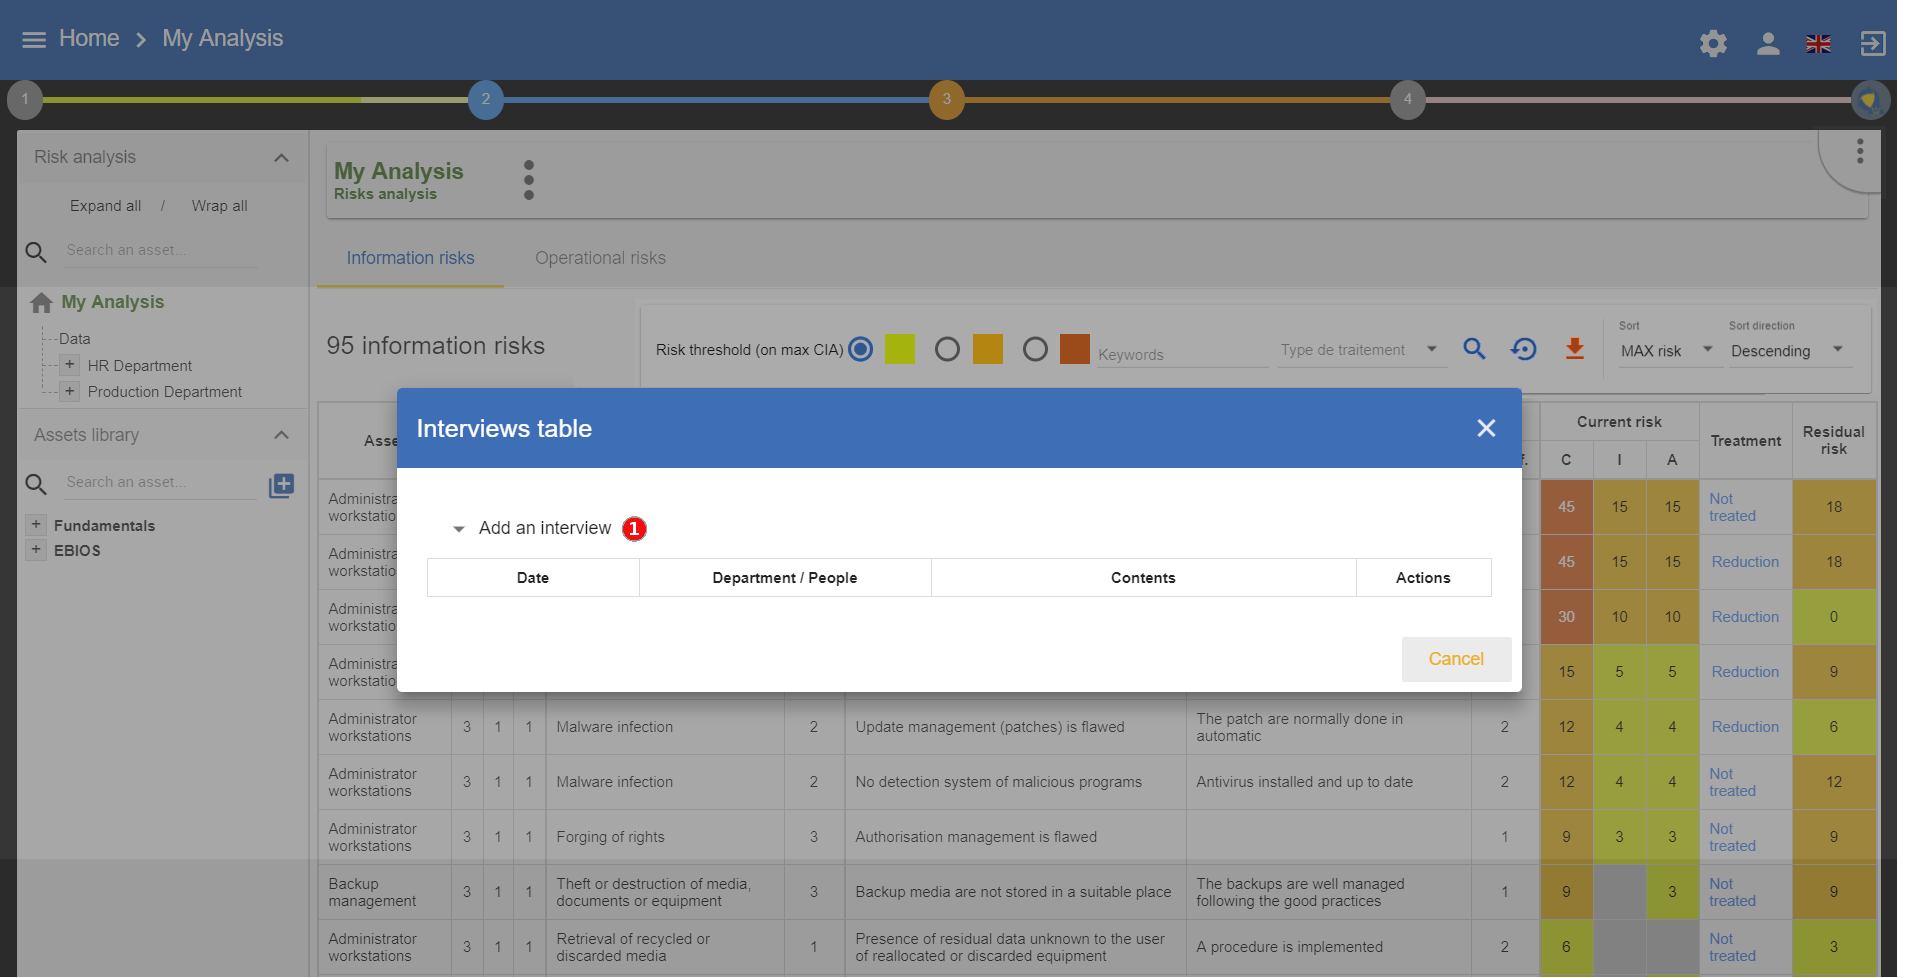 Home > My Analysis
1 2 3 4
Risk analysis
Expand all / Wrap all
Search an asset...
My Analysis
Data
+ HR Department
+ Production Department
Assets library
Search an asset...
+ Fundamentals
+ EBIOS
My Analysis
Risks analysis
Information risks Operational risks
95 information risks
Risk threshold (on max CIA) Keywords Type de traitement
Sort Sort direction
MAX risk Descending
Interviews table
Add an interview 1
Date Department / People Contents Actions
Cancel
Current risk Treatment Residual risk
C I A
45 15 15 Not treated 18
45 15 15 Reduction 18
30 10 10 Reduction 0
15 5 5 Reduction 9
Administrator workstations 3 1 1 Malware infection 2 Update management (patches) is flawed The patch are normally done in automatic 2 12 4 4 Reduction 6
Administrator workstations 3 1 1 Malware infection 2 No detection system of malicious programs Antivirus installed and up to date 2 12 4 4 Not treated 12
Administrator workstations 3 1 1 Forging of rights 3 Authorisation management is flawed 1 9 3 3 Not treated 9
Backup management 3 1 1 Theft or destruction of media, documents or equipment 3 Backup media are not stored in a suitable place The backups are well managed following the good practices 1 9 3 Not treated 9
Administrator workstations 3 1 1 Retrieval of recycled or discarded media 1 Presence of residual data unknown to the user of reallocated or discarded equipment A procedure is implemented 2 6 Not treated 3